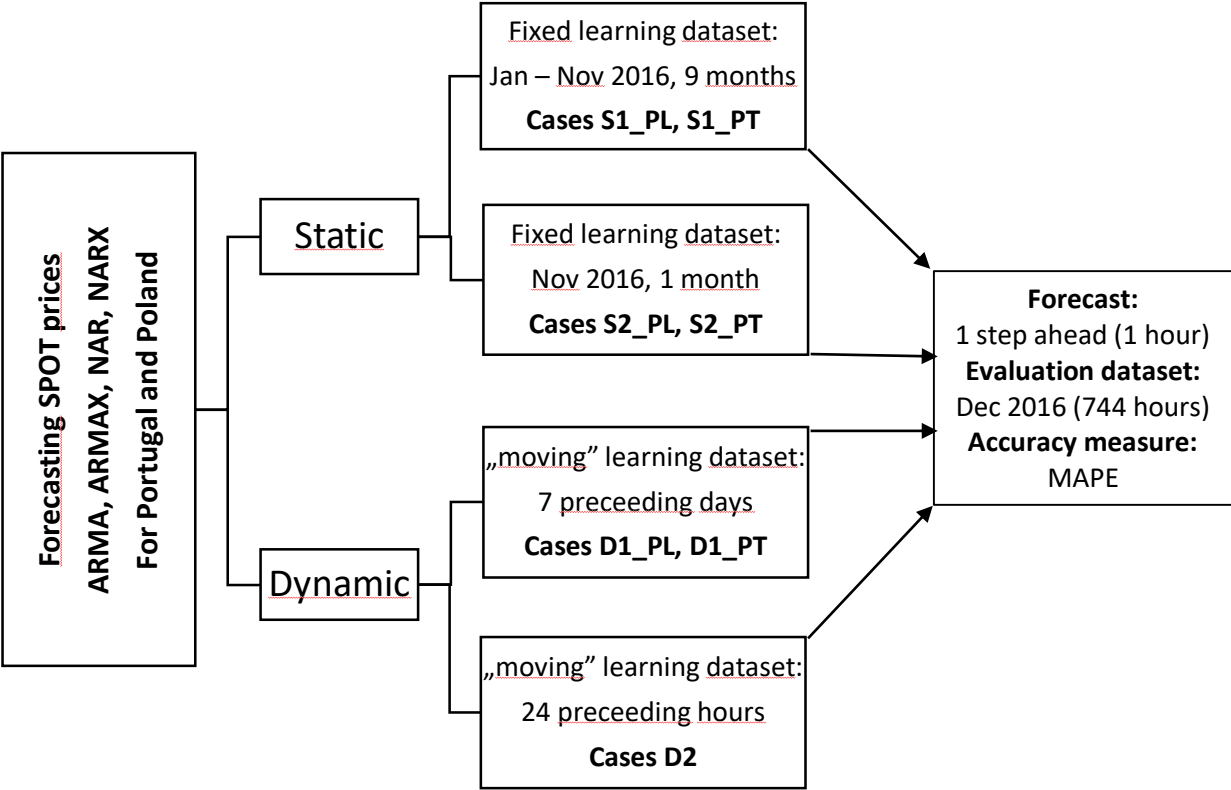 Forecasting SPOT prices
ARMA, ARMAX, NAR, NARX
For Portugal and Poland
Static
Dynamic
Fixed learning dataset:
Jan – Nov 2016, 9 months
Cases S1_PL, S1_PT
Fixed learning dataset:
Nov 2016, 1 month
Cases S2_PL, S2_PT
„moving” learning dataset:
7 preceeding days
Cases D1_PL, D1_PT
„moving” learning dataset:
24 preceeding hours
Cases D2
Forecast:
1 step ahead (1 hour)
Evaluation dataset:
Dec 2016 (744 hours)
Accuracy measure:
MAPE